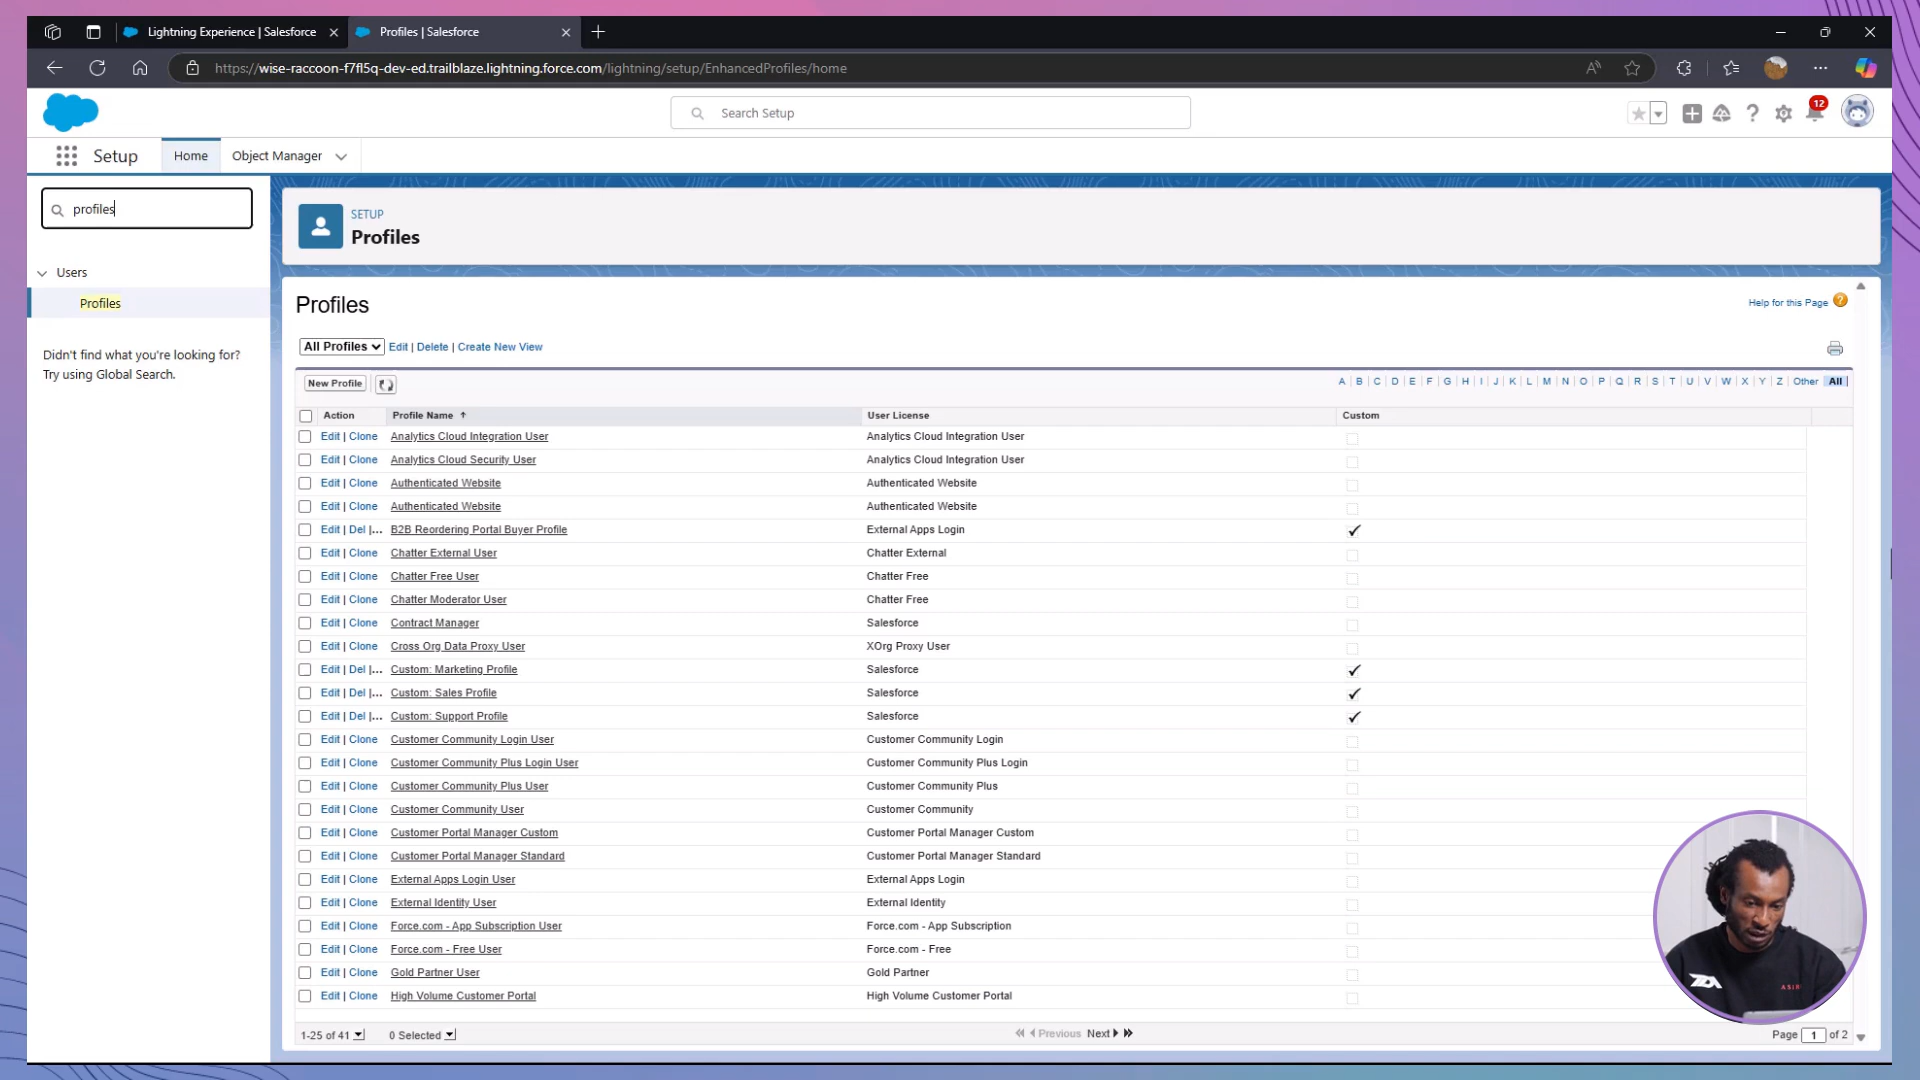 Lightning Experience | Salesforce
Profiles | Salesforce
https://wise-raccoon-f7fl5q-dev-ed.trailblaze.lightning.force.com/lightning/setup/EnhancedProfiles/home
Search Setup
12
Setup
Home
Object Manager
profiles
Users
Profiles
Didn't find what you're looking for?
Try using Global Search.
SETUP
Profiles
Profiles
Help for this Page
All Profiles Edit | Delete | Create New View
New Profile
A | B | C | D | E | F | G | H | I | J | K | L | M | N | O | P | Q | R | S | T | U | V | W | X | Y | Z | Other | All
Action Profile Name User License Custom
Edit | Clone Analytics Cloud Integration User Analytics Cloud Integration User
Edit | Clone Analytics Cloud Security User Analytics Cloud Integration User
Edit | Clone Authenticated Website Authenticated Website
Edit | Clone Authenticated Website Authenticated Website
Edit | Del |... B2B Reordering Portal Buyer Profile External Apps Login
Edit | Clone Chatter External User Chatter External
Edit | Clone Chatter Free User Chatter Free
Edit | Clone Chatter Moderator User Chatter Free
Edit | Clone Contract Manager Salesforce
Edit | Clone Cross Org Data Proxy User XOrg Proxy User
Edit | Del |... Custom: Marketing Profile Salesforce
Edit | Del |... Custom: Sales Profile Salesforce
Edit | Del |... Custom: Support Profile Salesforce
Edit | Clone Customer Community Login User Customer Community Login
Edit | Clone Customer Community Plus Login User Customer Community Plus Login
Edit | Clone Customer Community Plus User Customer Community Plus
Edit | Clone Customer Community User Customer Community
Edit | Clone Customer Portal Manager Custom Customer Portal Manager Custom
Edit | Clone Customer Portal Manager Standard Customer Portal Manager Standard
Edit | Clone External Apps Login User External Apps Login
Edit | Clone External Identity User External Identity
Edit | Clone Force.com - App Subscription User Force.com - App Subscription
Edit | Clone Force.com - Free User Force.com - Free
Edit | Clone Gold Partner User Gold Partner
Edit | Clone High Volume Customer Portal High Volume Customer Portal
1-25 of 41 0 Selected Previous Next Page 1 of 2